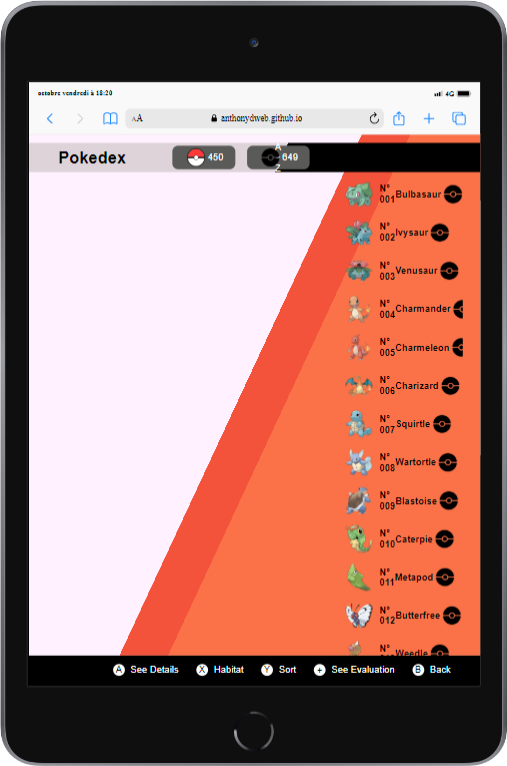 octobre vendredi à 18:20
4G
AA
anthonydweb.github.io
Pokedex
450
A
649
Z
N°
001 Bulbasaur
N°
002 Ivysaur
N°
003 Venusaur
N°
004 Charmander
N°
005 Charmeleon
N°
006 Charizard
N°
007 Squirtle
N°
008 Wartortle
N°
009 Blastoise
N°
010 Caterpie
N°
011 Metapod
N°
012 Butterfree
N°
Weedle
A See Details X Habitat Y Sort + See Evaluation B Back